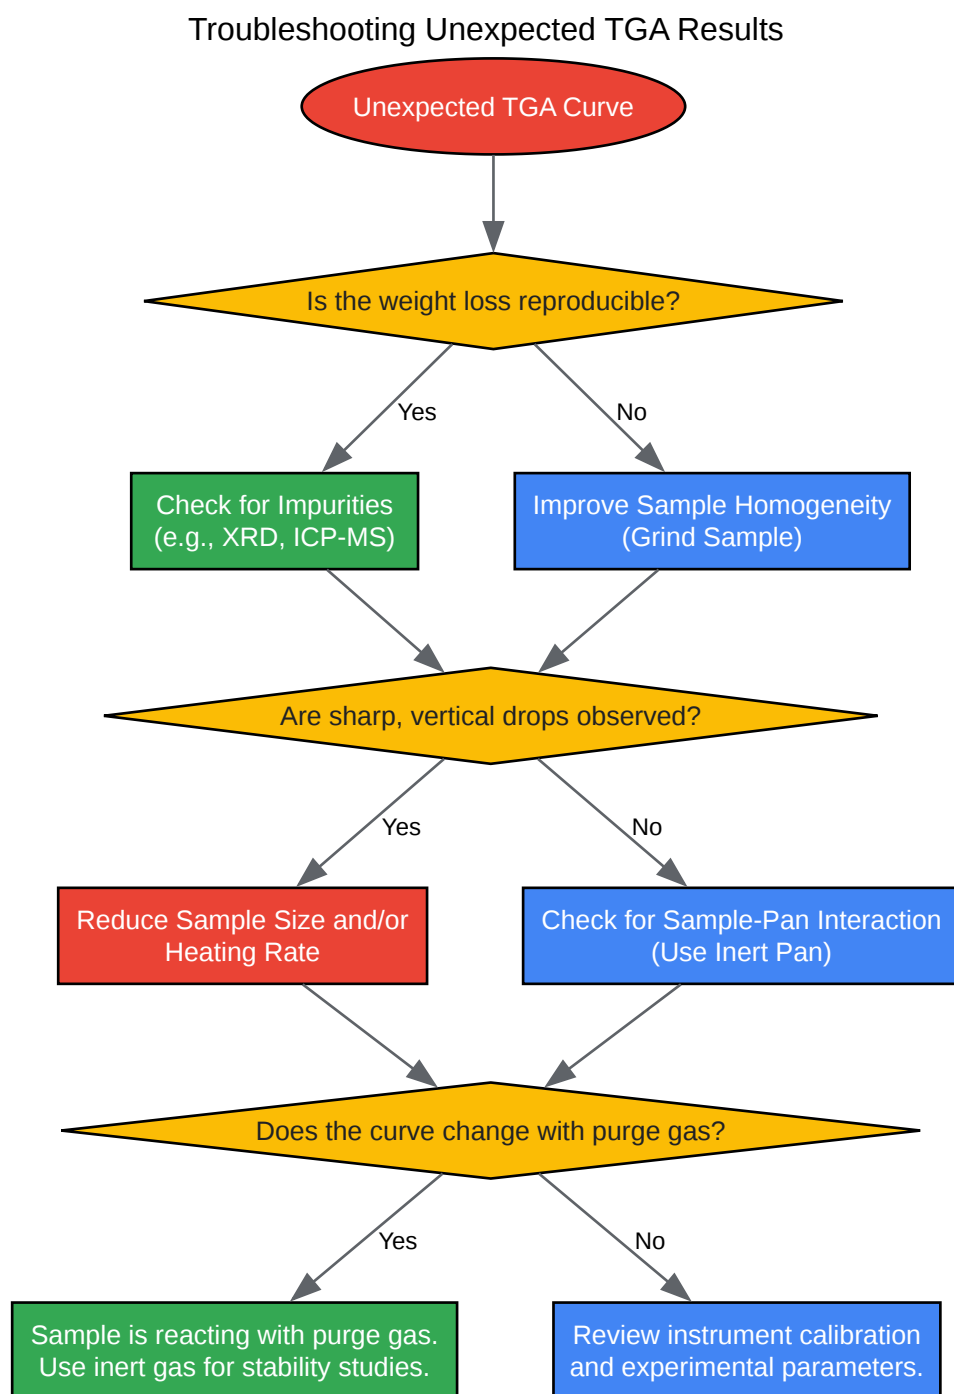 Troubleshooting Unexpected TGA Results
Unexpected TGA Curve
Is the weight loss reproducible?
Yes
No
Check for Impurities
(e.g., XRD, ICP-MS)
Improve Sample Homogeneity
(Grind Sample)
Are sharp, vertical drops observed?
Yes
No
Reduce Sample Size and/or
Heating Rate
Check for Sample-Pan Interaction
(Use Inert Pan)
Does the curve change with purge gas?
Yes
No
Sample is reacting with purge gas.
Use inert gas for stability studies.
Review instrument calibration
and experimental parameters.